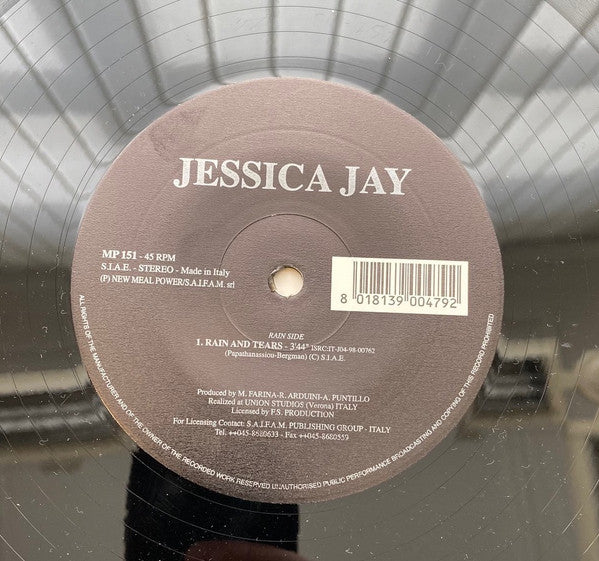 JESSICA JAY
MP 151 - 45 RPM
S.I.A.E. - STEREO - Made in Italy
(P) NEW MEAL POWER/S.A.I.F.A.M. srl
8 018139 004792
RAIN SIDE
1. RAIN AND TEARS - 3'44" ISRC:IT-J04-98-00762
(Papathanassiou-Bergman) (C) S.I.A.E.
Produced by M. FARINA-R. ARDUINI-A. PUNTILLO
Realized at UNION STUDIOS (Verona) ITALY
Licensed by F.S. PRODUCTION
For Licensing Contact: S.A.I.F.A.M. PUBLISHING GROUP - ITALY
Tel. ++045-8680633 - Fax ++045-8680559
ALL RIGHTS OF THE MANUFACTURER AND OF THE OWNER OF THE RECORDED WORK RESERVED UNAUTHORISED PUBLIC PERFORMANCE BROADCASTING AND COPYING OF THIS RECORD PROHIBITED